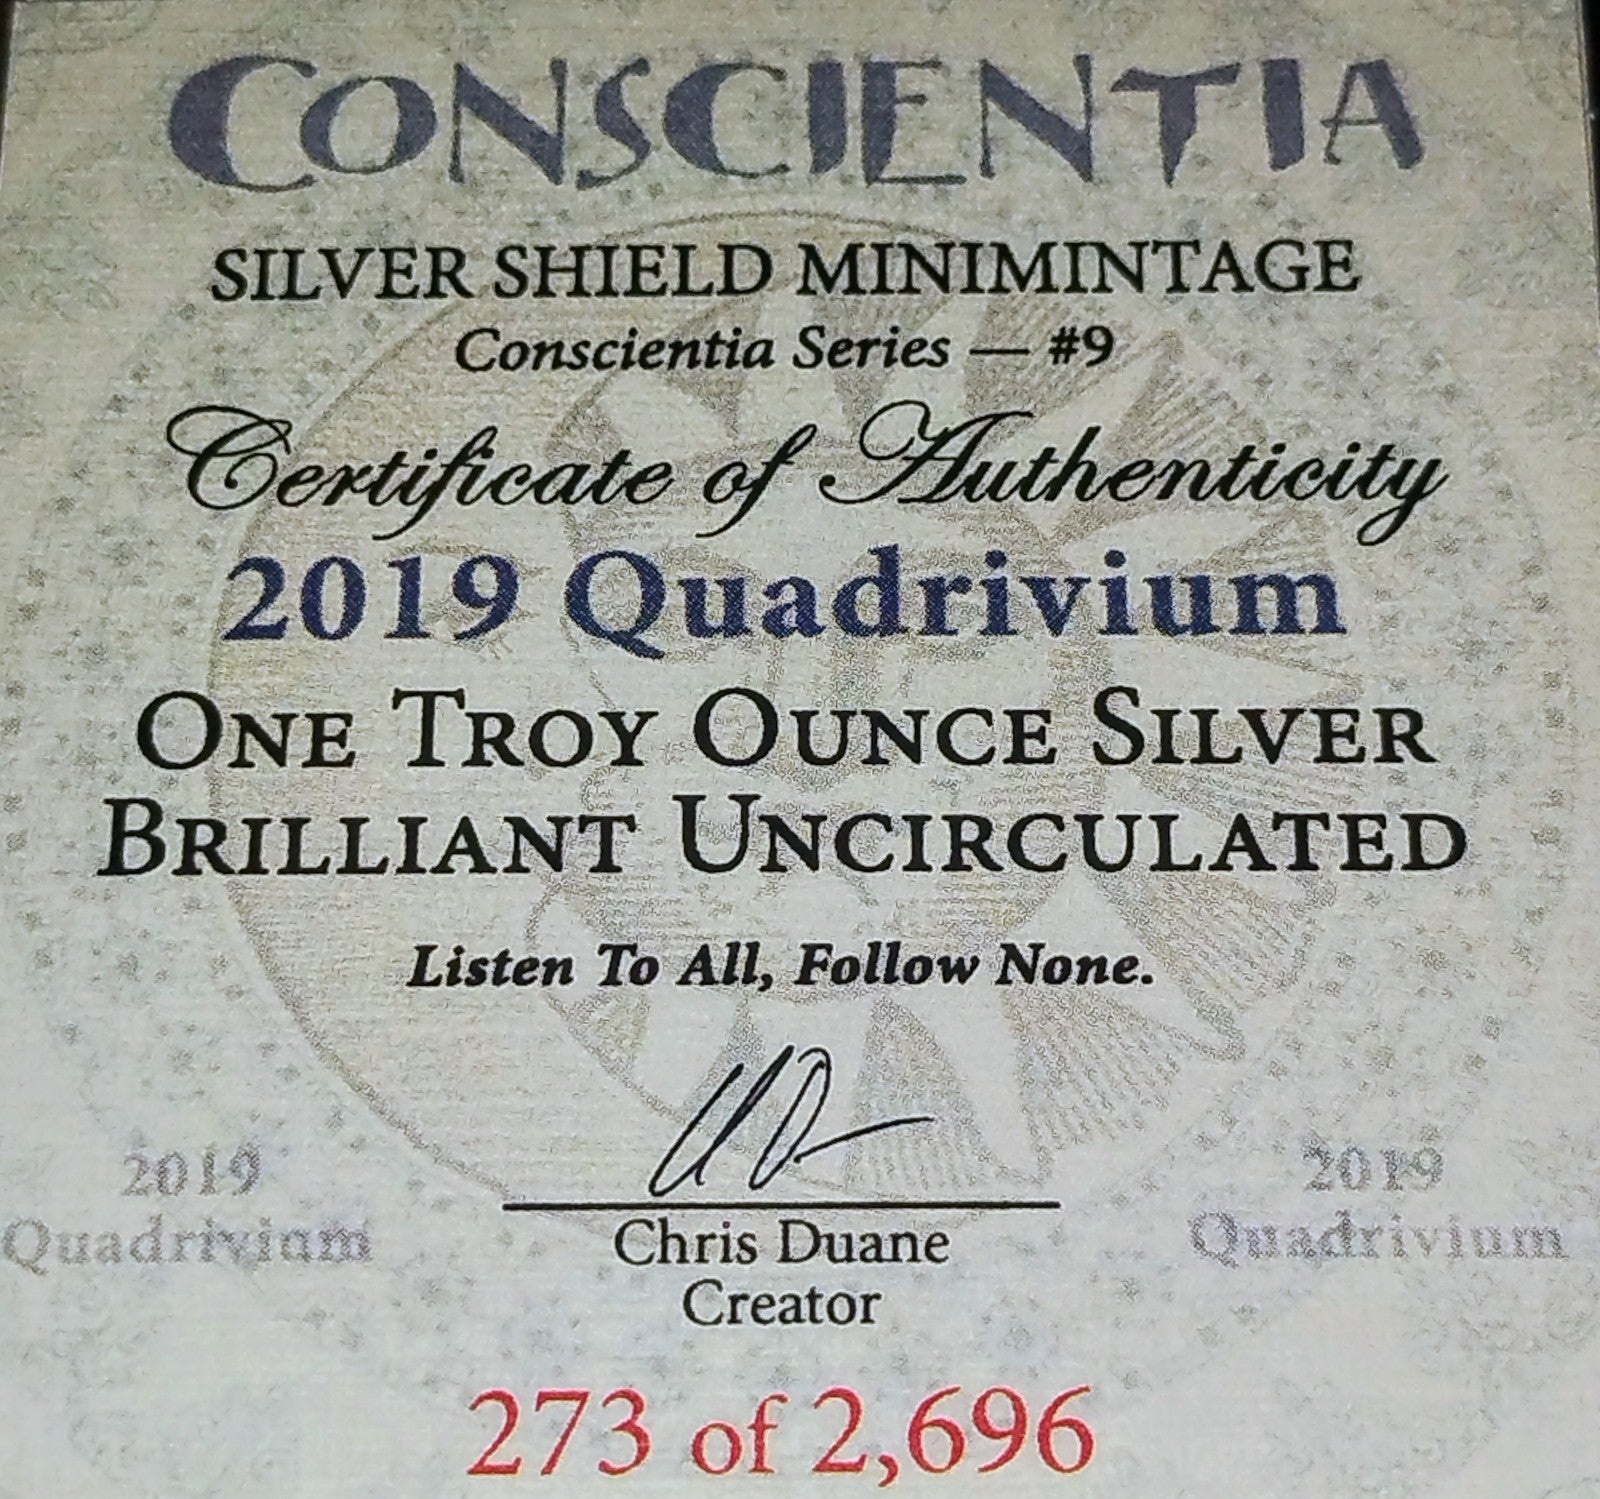 CONSCIENTIA
SILVER SHIELD MINIMINTAGE
Conscientia Series — #9
Certificate of Authenticity
2019 Quadrivium
ONE TROY OUNCE SILVER
BRILLIANT UNCIRCULATED
Listen To All, Follow None.
2019
Quadrivium
Chris Duane
Creator
2019
Quadrivium
273 of 2,696